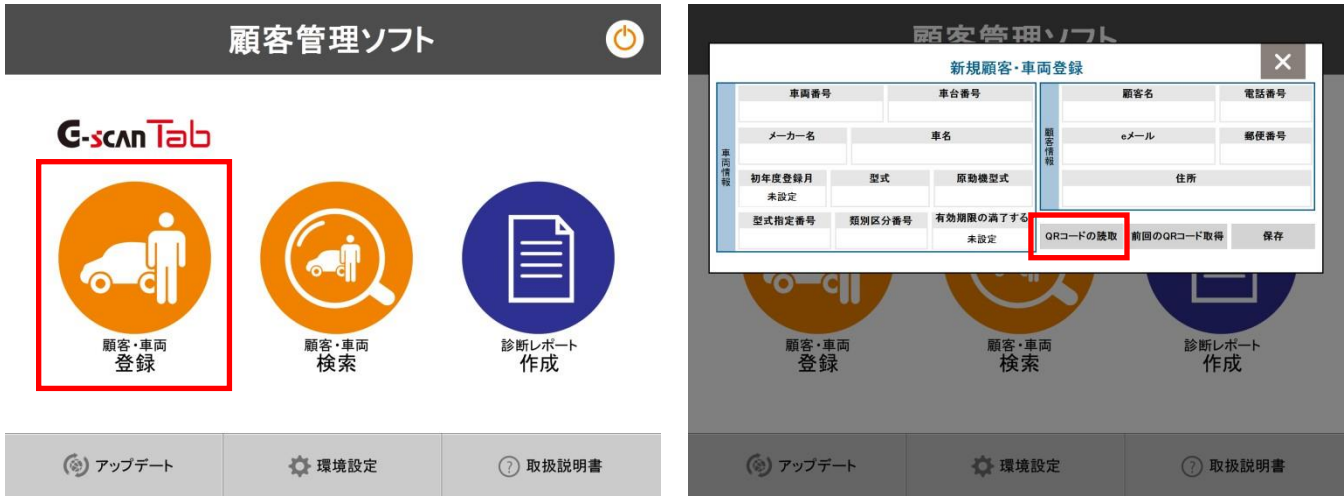 顧客管理ソフト
G-scan Tab
顧客・車両
登録
顧客・車両
検索
診断レポート
作成
アップデート
環境設定
取扱説明書
顧客管理ソフト
新規顧客・車両登録
車両情報
車両番号
車台番号
メーカー名
車名
初年度登録月
型式
原動機型式
未設定
型式指定番号
類別区分番号
有効期限の満了する
未設定
顧客情報
顧客名
電話番号
eメール
郵便番号
住所
QRコードの読取
前回のQRコード取得
保存
顧客・車両
登録
顧客・車両
検索
診断レポート
作成
アップデート
環境設定
取扱説明書